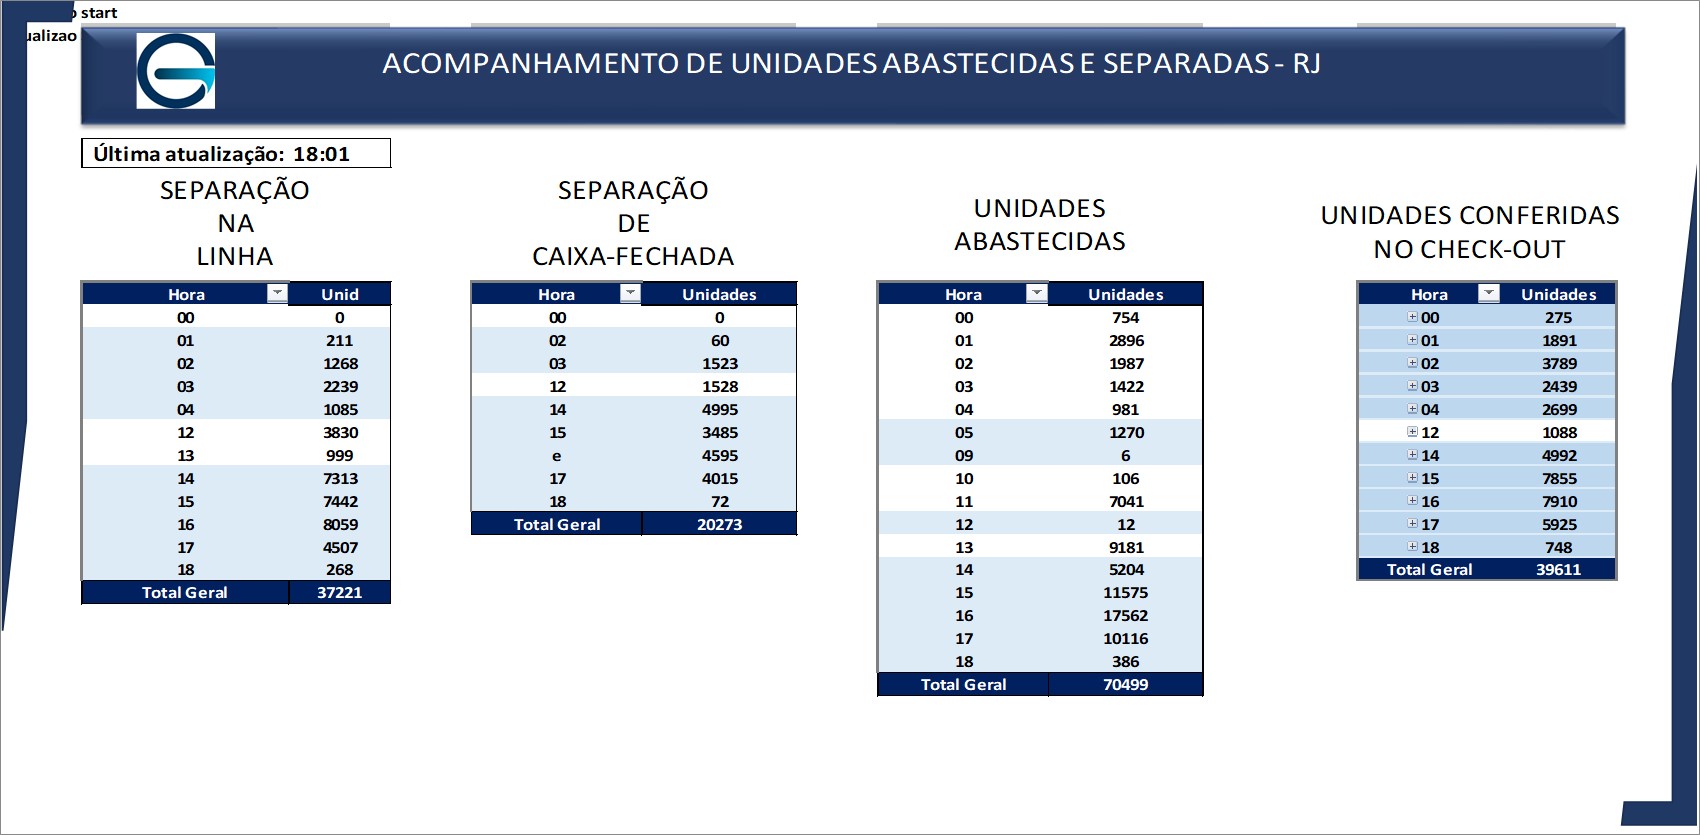 start
ualizao
ACOMPANHAMENTO DE UNIDADES ABASTECIDAS E SEPARADAS - RJ
Última atualização: 18:01
SEPARAÇÃO
NA
LINHA
Hora Unid
00 0
01 211
02 1268
03 2239
04 1085
12 3830
13 999
14 7313
15 7442
16 8059
17 4507
18 268
Total Geral 37221
SEPARAÇÃO
DE
CAIXA-FECHADA
Hora Unidades
00 0
02 60
03 1523
12 1528
14 4995
15 3485
e 4595
17 4015
18 72
Total Geral 20273
UNIDADES
ABASTECIDAS
Hora Unidades
00 754
01 2896
02 1987
03 1422
04 981
05 1270
09 6
10 106
11 7041
12 12
13 9181
14 5204
15 11575
16 17562
17 10116
18 386
Total Geral 70499
UNIDADES CONFERIDAS
NO CHECK-OUT
Hora Unidades
00 275
01 1891
02 3789
03 2439
04 2699
12 1088
14 4992
15 7855
16 7910
17 5925
18 748
Total Geral 39611